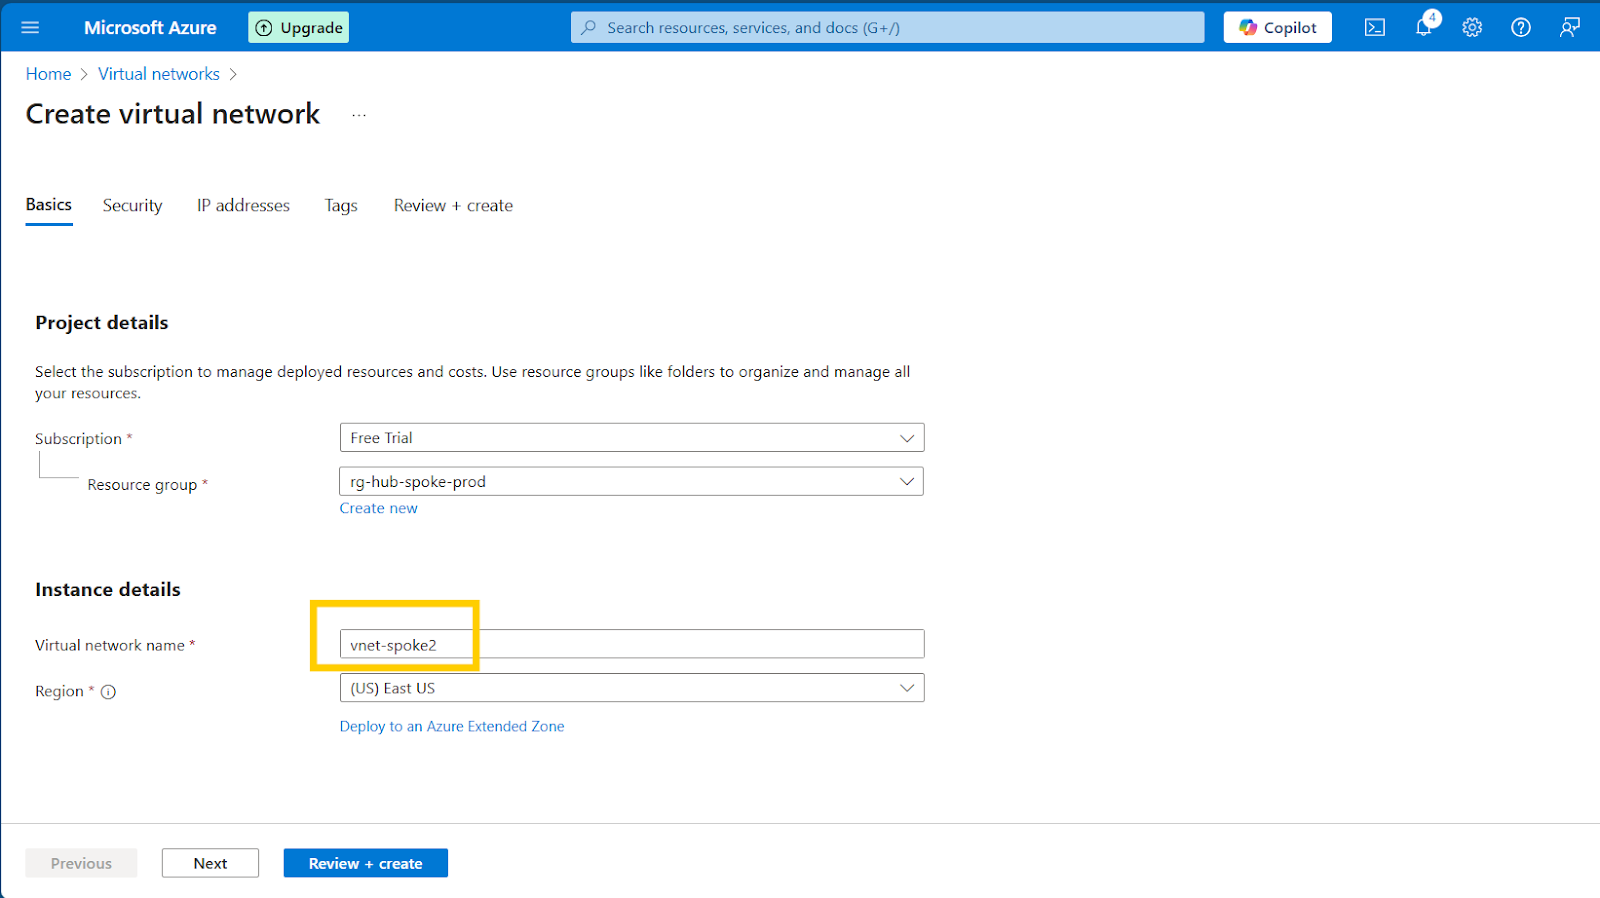 Microsoft Azure
Upgrade
Search resources, services, and docs (G+/)
Copilot
4
Home > Virtual networks >
Create virtual network ...
Basics Security IP addresses Tags Review + create
Project details
Select the subscription to manage deployed resources and costs. Use resource groups like folders to organize and manage all
your resources.
Subscription *
Free Trial
Resource group *
rg-hub-spoke-prod
Create new
Instance details
Virtual network name *
vnet-spoke2
Region *
(US) East US
Deploy to an Azure Extended Zone
Previous
Next
Review + create